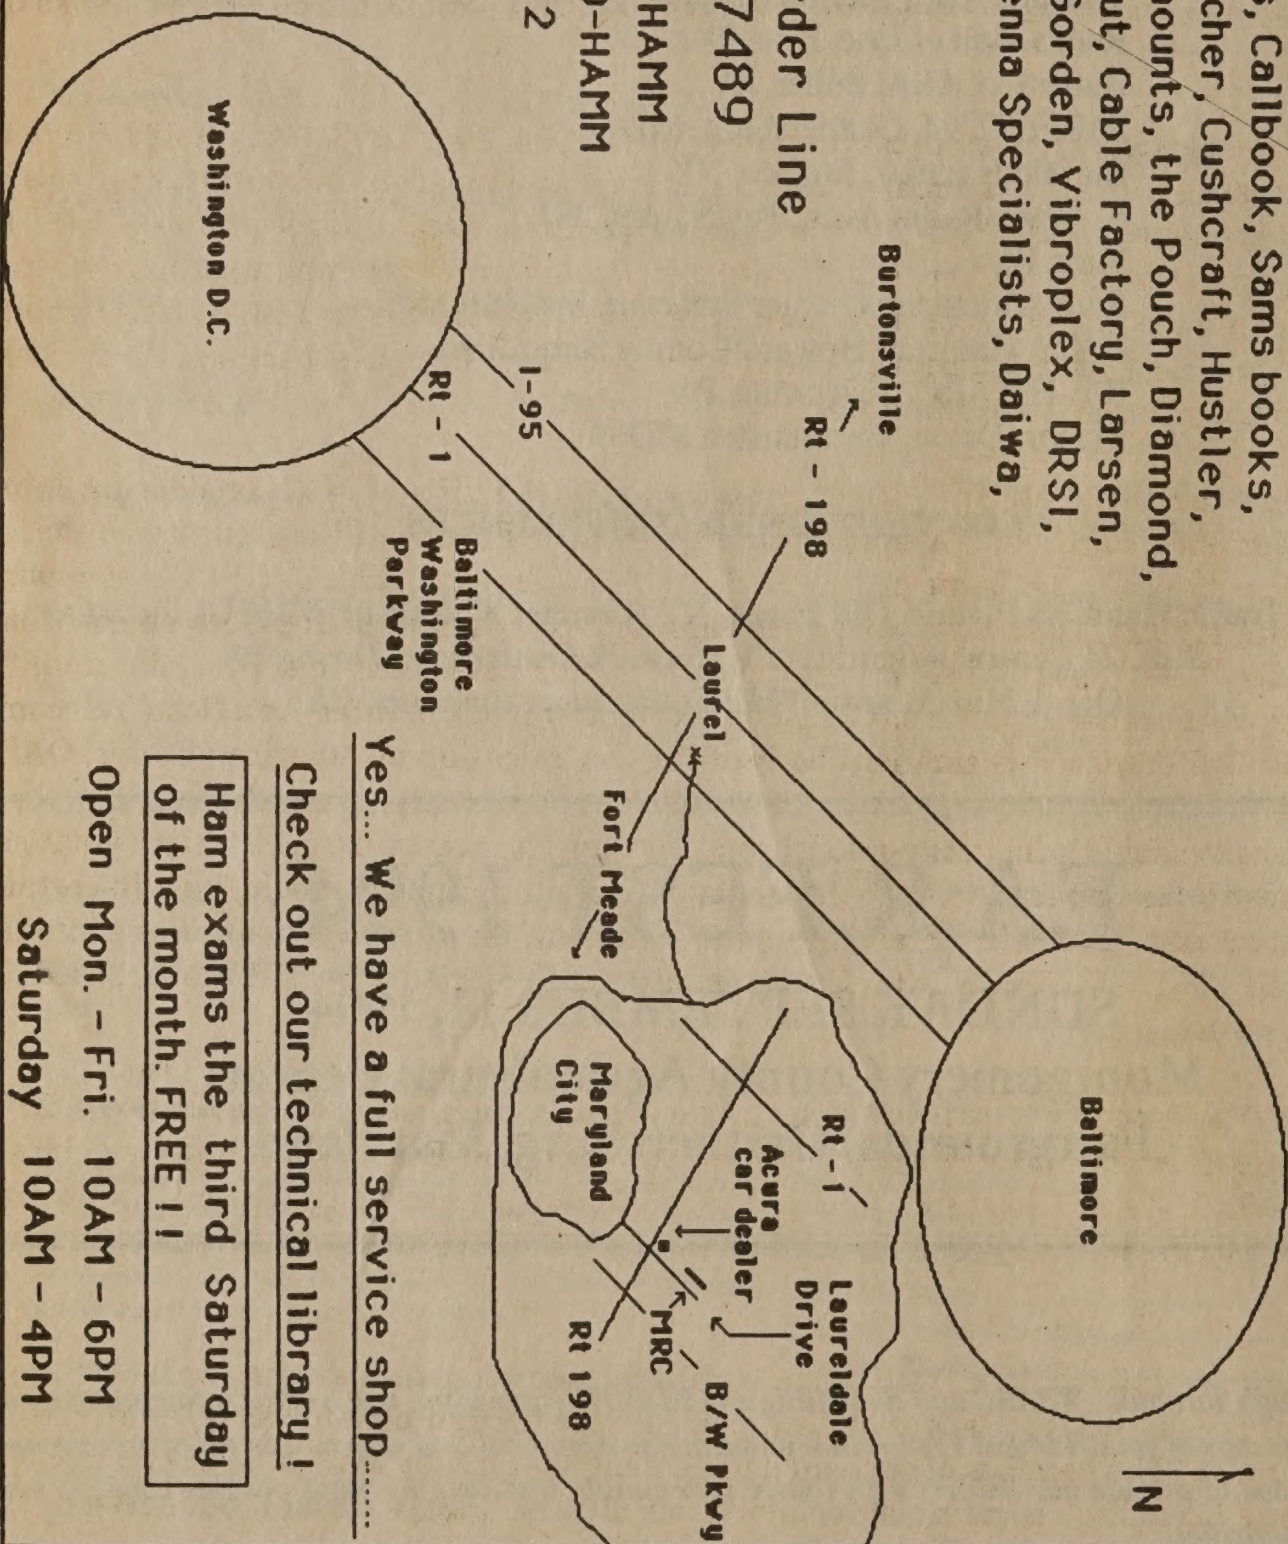 s, Callbook, Sams books,
cher, Cushcraft, Hustler,
mounts, the Pouch, Diamond,
ut, Cable Factory, Larsen,
Gorden, Vibroplex, DRSI,
enna Specialists, Daiwa,
rder Line
7489
HAMM
-HAMM
2
Burtonsville
Rt - 198
Washington D.C.
I-95
Rt - 1
Baltimore
Washington
Parkway
Laurel
Fort Meade
Baltimore
N
Rt - 1
Acura
car dealer
Laureldale
Drive
Maryland
City
MRC
Rt 198
B/W Pkwy
Yes... We have a full service shop........
Check out our technical library !
Ham exams the third Saturday
of the month. FREE ! !
Open Mon. - Fri. 10AM - 6PM
Saturday 10AM - 4PM